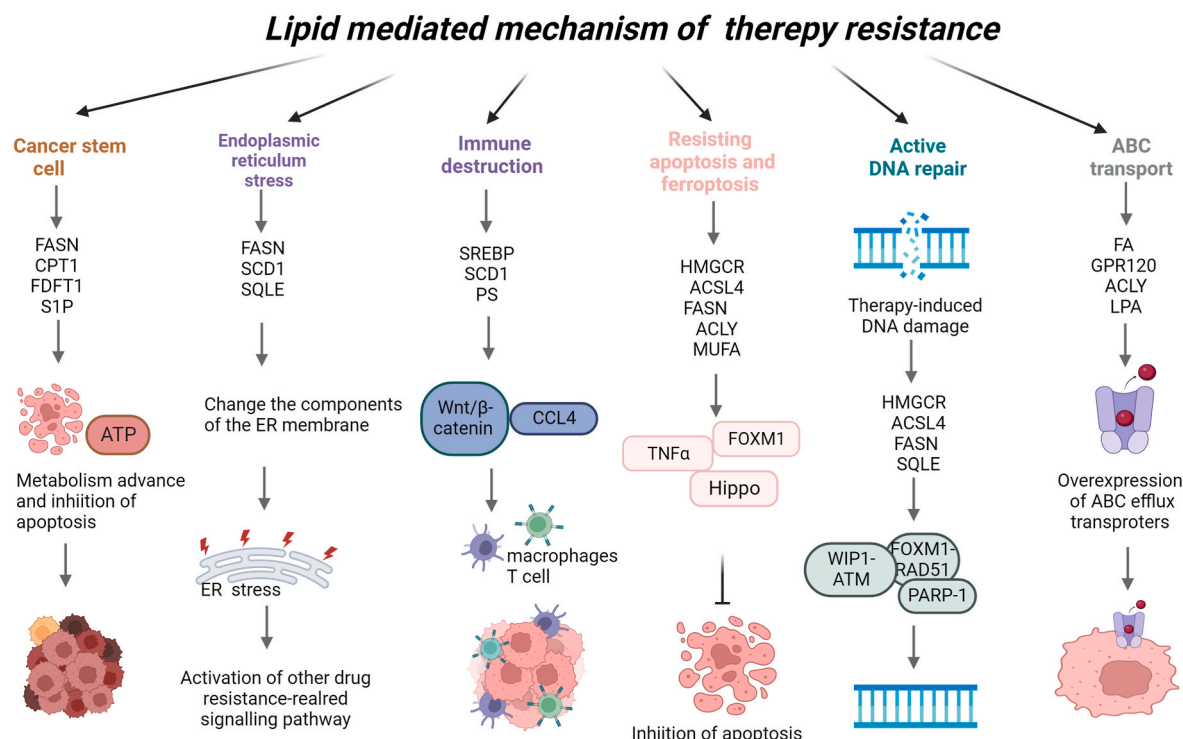 Lipid mediated mechanism of therepy resistance
Cancer stem
cell
FASN
CPT1
FDFT1
S1P
ATP
Metabolism advance
and inhiition of
apoptosis
Endoplasmic
reticulum
stress
FASN
SCD1
SQLE
Change the components
of the ER membrane
ER stress
Activation of other drug
resistance-realred
signalling pathway
Immune
destruction
SREBP
SCD1
PS
Wnt/β-
catenin
CCL4
macrophages
T cell
Resisting
apoptosis and
ferroptosis
HMGCR
ACSL4
FASN
ACLY
MUFA
TNFα
FOXM1
Hippo
Inhiition of apoptosis
Active
DNA repair
Therapy-induced
DNA damage
HMGCR
ACSL4
FASN
SQLE
WIP1-
ATM
FOXM1-
RAD51
PARP-1
ABC
transport
FA
GPR120
ACLY
LPA
Overexpression
of ABC efflux
transproters